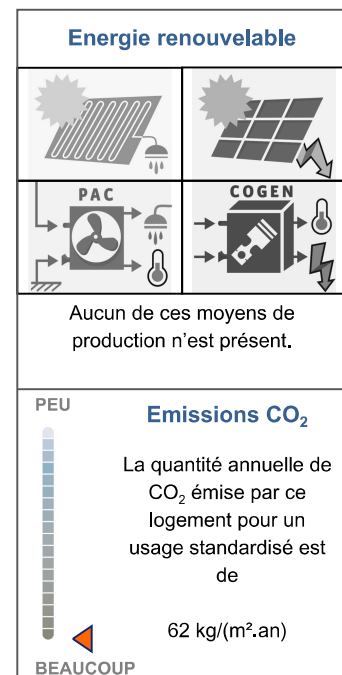 Energie renouvelable
PAC
COGEN
Aucun de ces moyens de
production n'est présent.
PEU
Emissions CO₂
La quantité annuelle de
CO₂ émise par ce
logement pour un
usage standardisé est
de
62 kg/(m².an)
BEAUCOUP